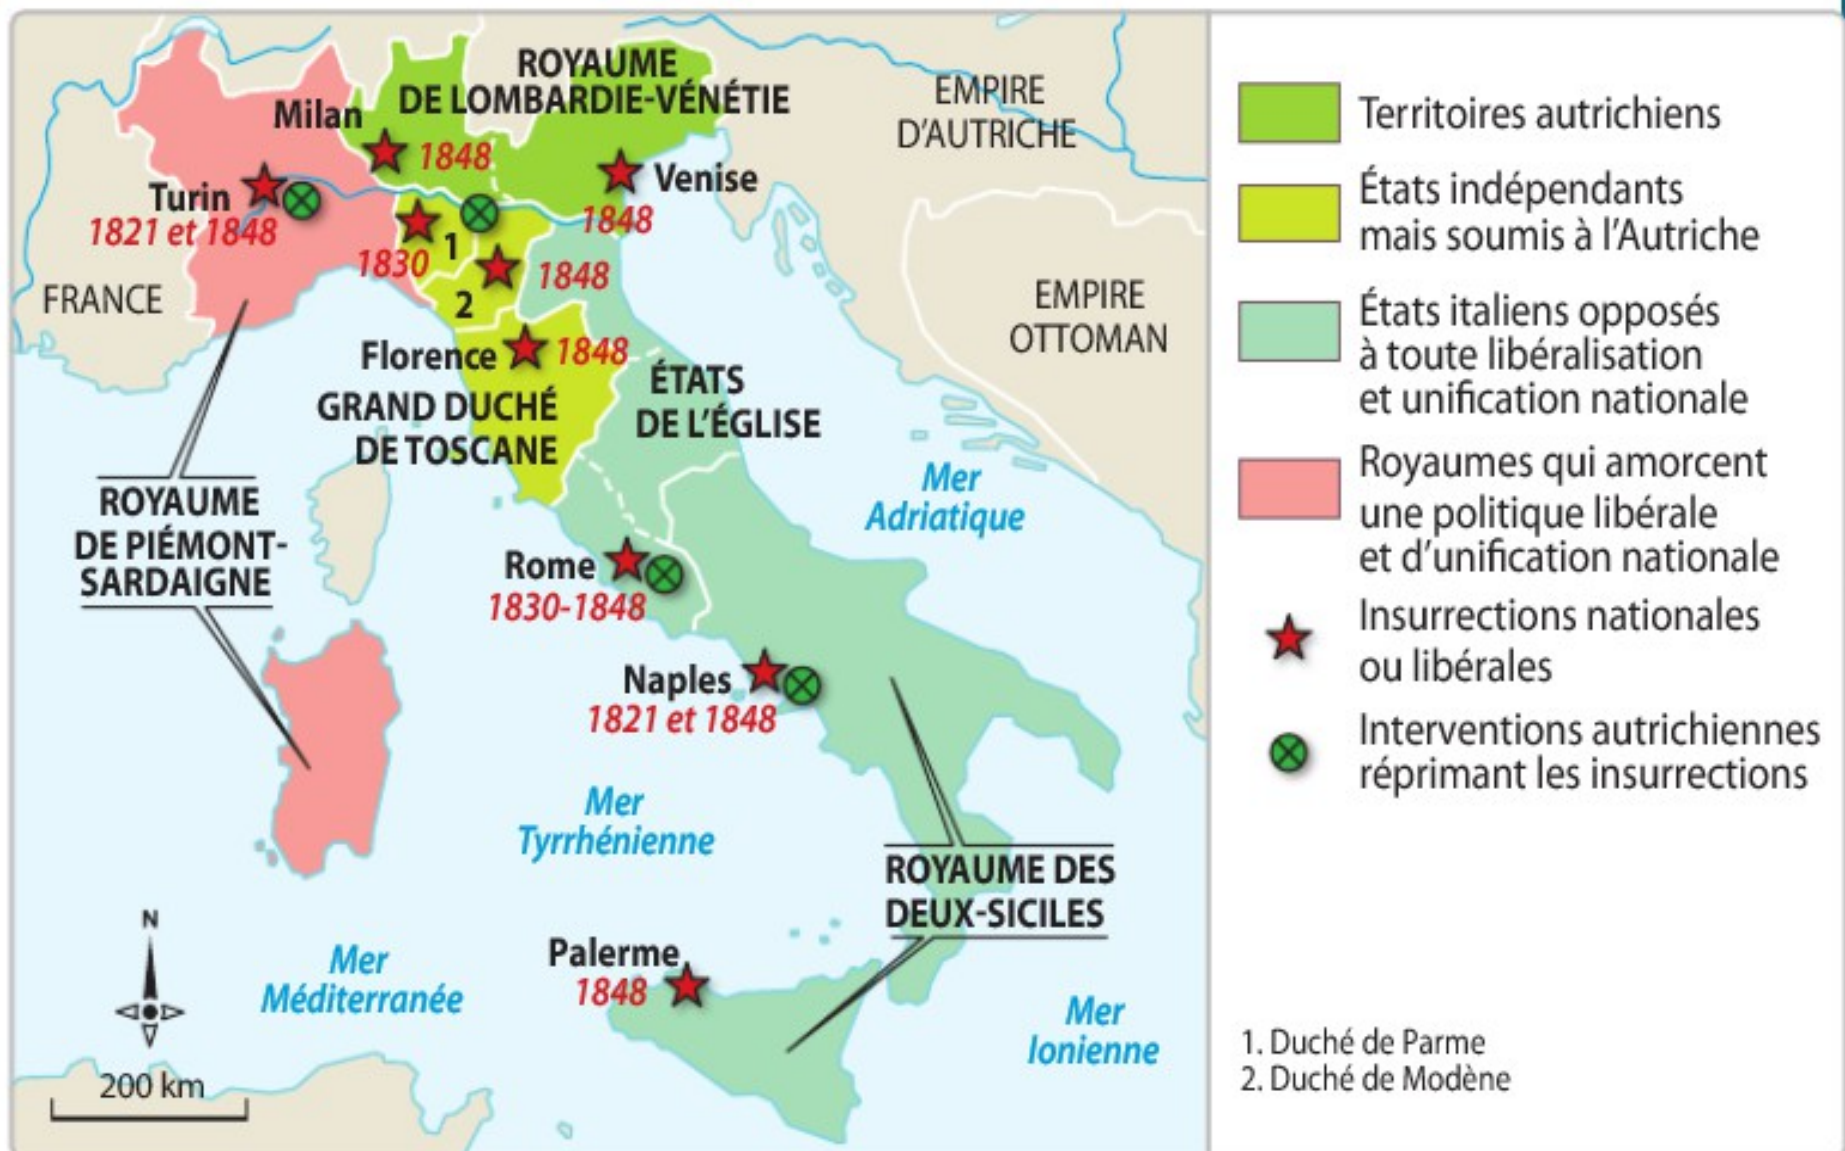 ROYAUME
DE LOMBARDIE-VÉNÉTIE
EMPIRE
D'AUTRICHE
Milan
1848
Turin
1821 et 1848
Venise
1848
1830
1
1848
2
FRANCE
EMPIRE
OTTOMAN
Florence
1848
GRAND DUCHÉ
DE TOSCANE
ÉTATS
DE L'ÉGLISE
ROYAUME
DE PIÉMONT-
SARDAIGNE
Mer
Adriatique
Rome
1830-1848
Naples
1821 et 1848
Mer
Tyrrhénienne
ROYAUME DES
DEUX-SICILES
Palerme
1848
N
Mer
Méditerranée
Mer
Ionienne
200 km
Territoires autrichiens
États indépendants
mais soumis à l'Autriche
États italiens opposés
à toute libéralisation
et unification nationale
Royaumes qui amorcent
une politique libérale
et d'unification nationale
Insurrections nationales
ou libérales
Interventions autrichiennes
réprimant les insurrections
1. Duché de Parme
2. Duché de Modène